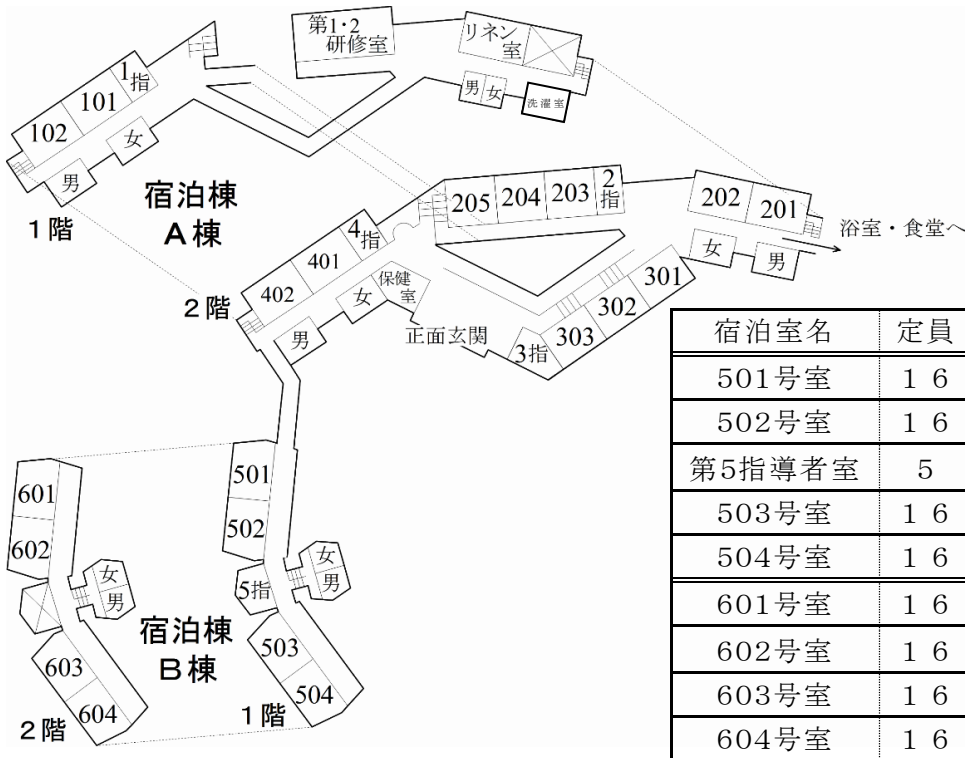 第1・2
研修室
リネン
室
男
女
洗濯室
1指
101
102
女
男
宿泊棟
A棟
1階
205
204
203
2
指
202
201
浴室・食堂へ
女
男
4指
401
402
保健
室
女
男
2階
正面玄関
301
302
303
3指
501
502
5指
女
男
503
504
1階
601
602
女
男
603
604
2階
宿泊棟
B棟
宿泊室名 定員
501号室 16
502号室 16
第5指導者室 5
503号室 16
504号室 16
601号室 16
602号室 16
603号室 16
604号室 16